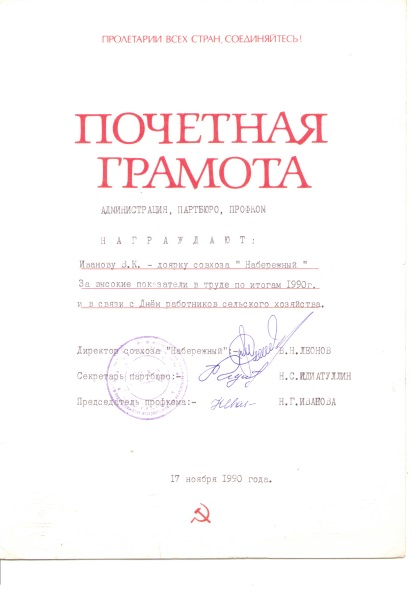 ПРОЛЕТАРИИ ВСЕХ СТРАН, СОЕДИНЯЙТЕСЬ!
ПОЧЕТНАЯ
ГРАМОТА
АДМИНИСТРАЦИЯ, ПАРТБЮРО, ПРОФКОМ
НАГРАЖДАЮТ:
Иванову В.К. - доярку совхоза " Набережный "
За высокие показатели в труде по итогам 1990г.
и в связи с Днём работников сельского хозяйства.
Директор совхоза "Набережный":- В.Н.ЛЕОНОВ
Секретарь партбюро:- Н.С.ИДИАТУЛЛИН
Председатель профкома:- Н.Г.ИВАНОВА
17 ноября 1990 года.